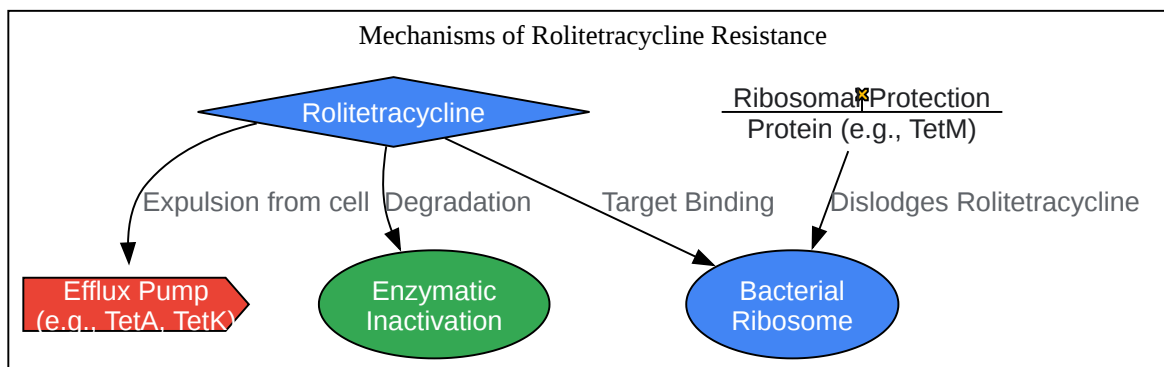 Mechanisms of Rolitetracycline Resistance
Rolitetracycline
Ribosomal Protection
Protein (e.g., TetM)
Expulsion from cell
Degradation
Target Binding
Dislodges Rolitetracycline
Efflux Pump
(e.g., TetA, TetK)
Enzymatic
Inactivation
Bacterial
Ribosome